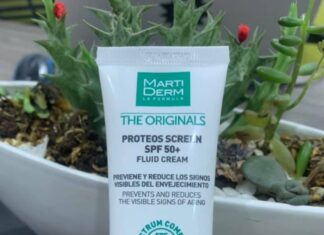 MARTI
DERM
LA FORMULA
THE ORIGINALS
PROTEOS SCREEN
SPF 50+
FLUID CREAM
PREVIENE Y REDUCE LOS SIGNOS
VISIBLES DEL ENVEJECIMIENTO
PREVENTS AND REDUCES
THE VISIBLE SIGNS OF AGING